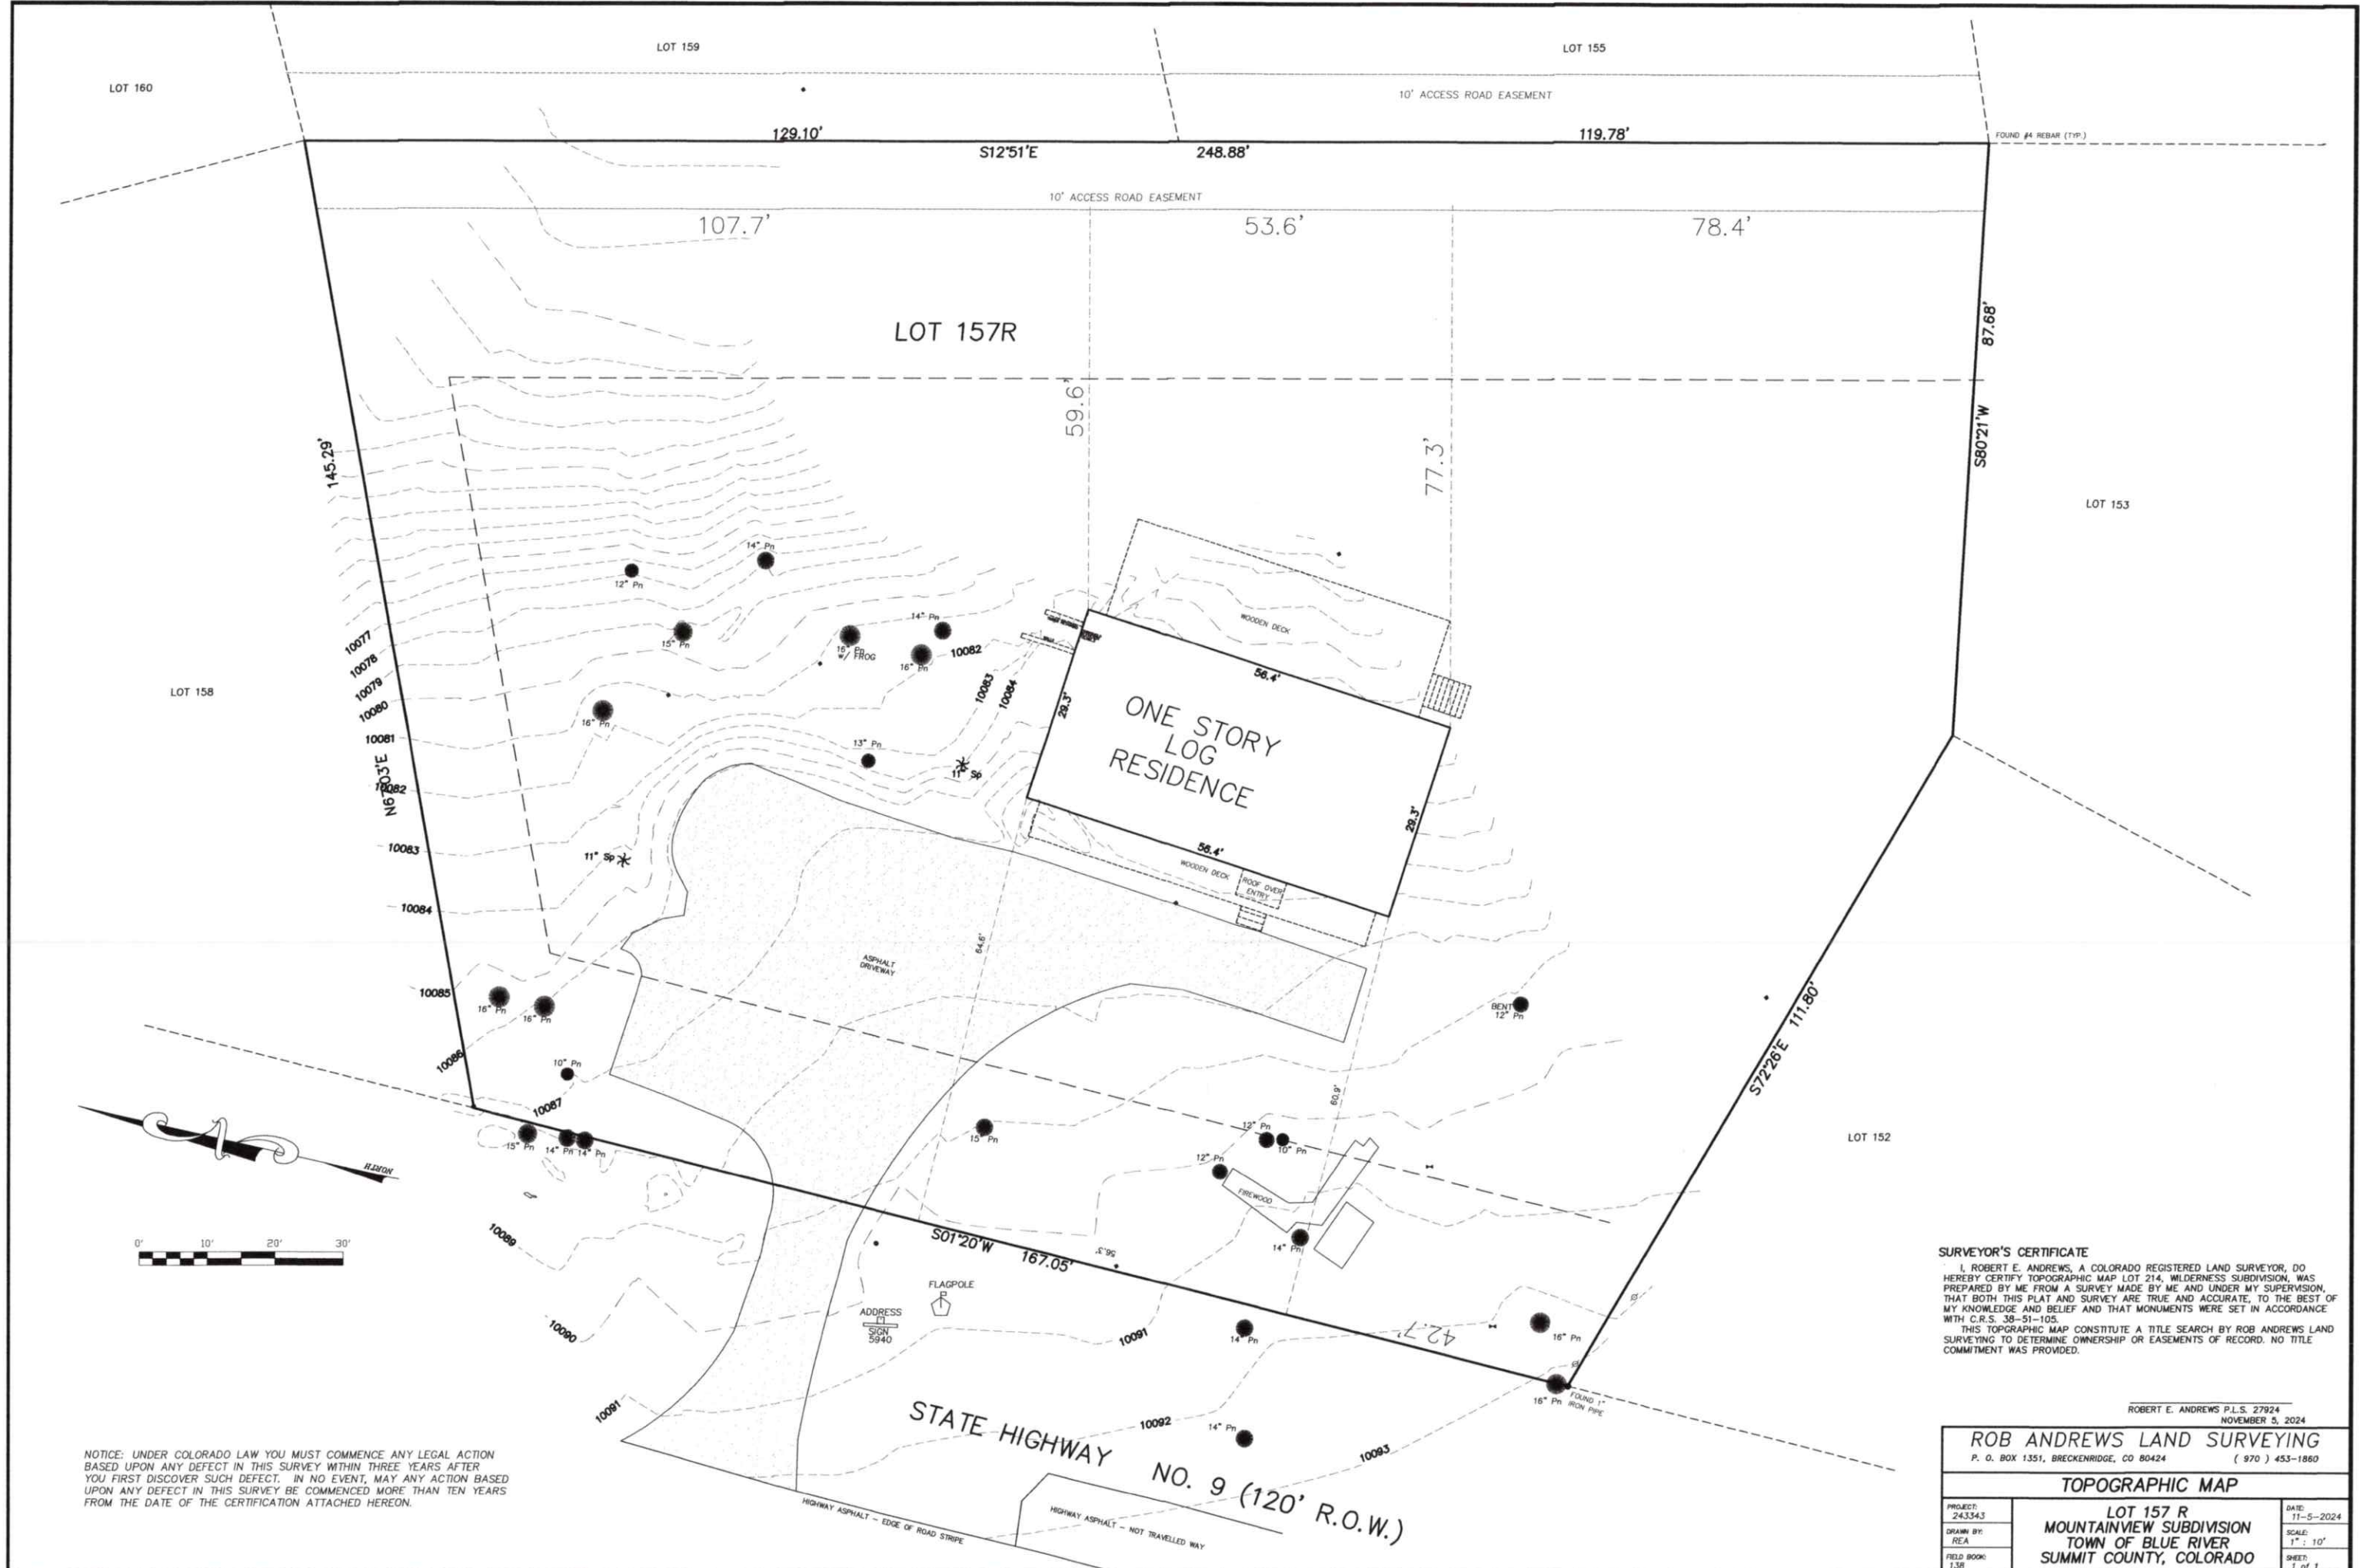 LOT 159
LOT 155
LOT 160
10' ACCESS ROAD EASEMENT
129.10'
119.78'
FOUND #4 REBAR (TYP.)
S12°51'E
248.88'
10' ACCESS ROAD EASEMENT
107.7'
53.6'
78.4'
LOT 157R
87.68'
S80°21'W
59.6'
77.3'
145.29'
LOT 153
14" Pn
12" Pn
15" Pn
16" Pn
w/ FROG
14" Pn
16" Pn
10082
10083
10084
WOODEN DECK
56.4'
29.3'
ONE STORY
LOG
RESIDENCE
29.3'
56.4'
WOODEN DECK
ROOF OVER
ENTRY
10077
10078
10079
10080
10081
10082
10083
10084
10085
10086
10087
LOT 158
16" Pn
13" Pn
11" Sp
11" Sp
64.6'
ASPHALT
DRIVEWAY
16" Pn
16" Pn
10" Pn
BENT
12" Pn
111.80'
S72°26'E
60.9'
15" Pn
14" Pn
14" Pn
15" Pn
12" Pn
10" Pn
12" Pn
FIREWOOD
14" Pn
LOT 152
NORTH
0'
10'
20'
30'
10089
10090
10091
S01°20'W
167.05'
56.3'
FLAGPOLE
ADDRESS
SIGN
5940
10091
14" Pn
42.7'
16" Pn
16" Pn
FOUND 1"
IRON PIPE
10092
14" Pn
10093
STATE HIGHWAY NO. 9 (120' R.O.W.)
HIGHWAY ASPHALT - EDGE OF ROAD STRIPE
HIGHWAY ASPHALT - NOT TRAVELLED WAY
NOTICE: UNDER COLORADO LAW YOU MUST COMMENCE ANY LEGAL ACTION
BASED UPON ANY DEFECT IN THIS SURVEY WITHIN THREE YEARS AFTER
YOU FIRST DISCOVER SUCH DEFECT. IN NO EVENT, MAY ANY ACTION BASED
UPON ANY DEFECT IN THIS SURVEY BE COMMENCED MORE THAN TEN YEARS
FROM THE DATE OF THE CERTIFICATION ATTACHED HEREON.
SURVEYOR'S CERTIFICATE
I, ROBERT E. ANDREWS, A COLORADO REGISTERED LAND SURVEYOR, DO
HEREBY CERTIFY TOPOGRAPHIC MAP LOT 214, WILDERNESS SUBDIVISION, WAS
PREPARED BY ME FROM A SURVEY MADE BY ME AND UNDER MY SUPERVISION,
THAT BOTH THIS PLAT AND SURVEY ARE TRUE AND ACCURATE, TO THE BEST OF
MY KNOWLEDGE AND BELIEF AND THAT MONUMENTS WERE SET IN ACCORDANCE
WITH C.R.S. 38-51-105.
THIS TOPGRAPHIC MAP CONSTITUTE A TITLE SEARCH BY ROB ANDREWS LAND
SURVEYING TO DETERMINE OWNERSHIP OR EASEMENTS OF RECORD. NO TITLE
COMMITMENT WAS PROVIDED.
ROBERT E. ANDREWS P.L.S. 27924
NOVEMBER 5, 2024
ROB ANDREWS LAND SURVEYING
P. O. BOX 1351, BRECKENRIDGE, CO 80424 ( 970 ) 453-1860
TOPOGRAPHIC MAP
PROJECT:
243343
DRAWN BY:
REA
FIELD BOOK:
138
LOT 157 R
MOUNTAINVIEW SUBDIVISION
TOWN OF BLUE RIVER
SUMMIT COUNTY, COLORADO
DATE:
11-5-2024
SCALE:
1" : 10'
SHEET:
1 of 1